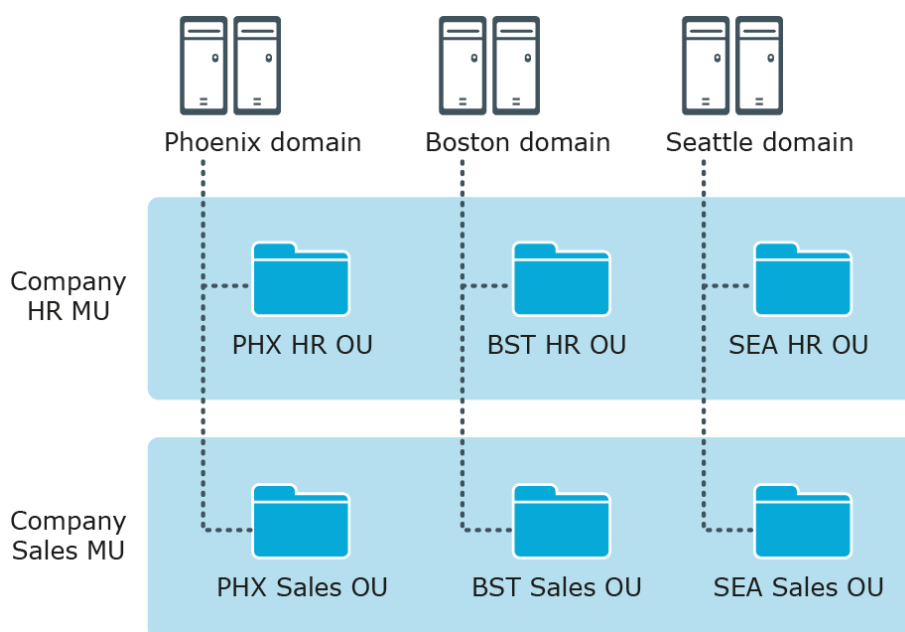 Phoenix domain
Boston domain
Seattle domain
Company
HR MU
PHX HR OU
BST HR OU
SEA HR OU
Company
Sales MU
PHX Sales OU
BST Sales OU
SEA Sales OU